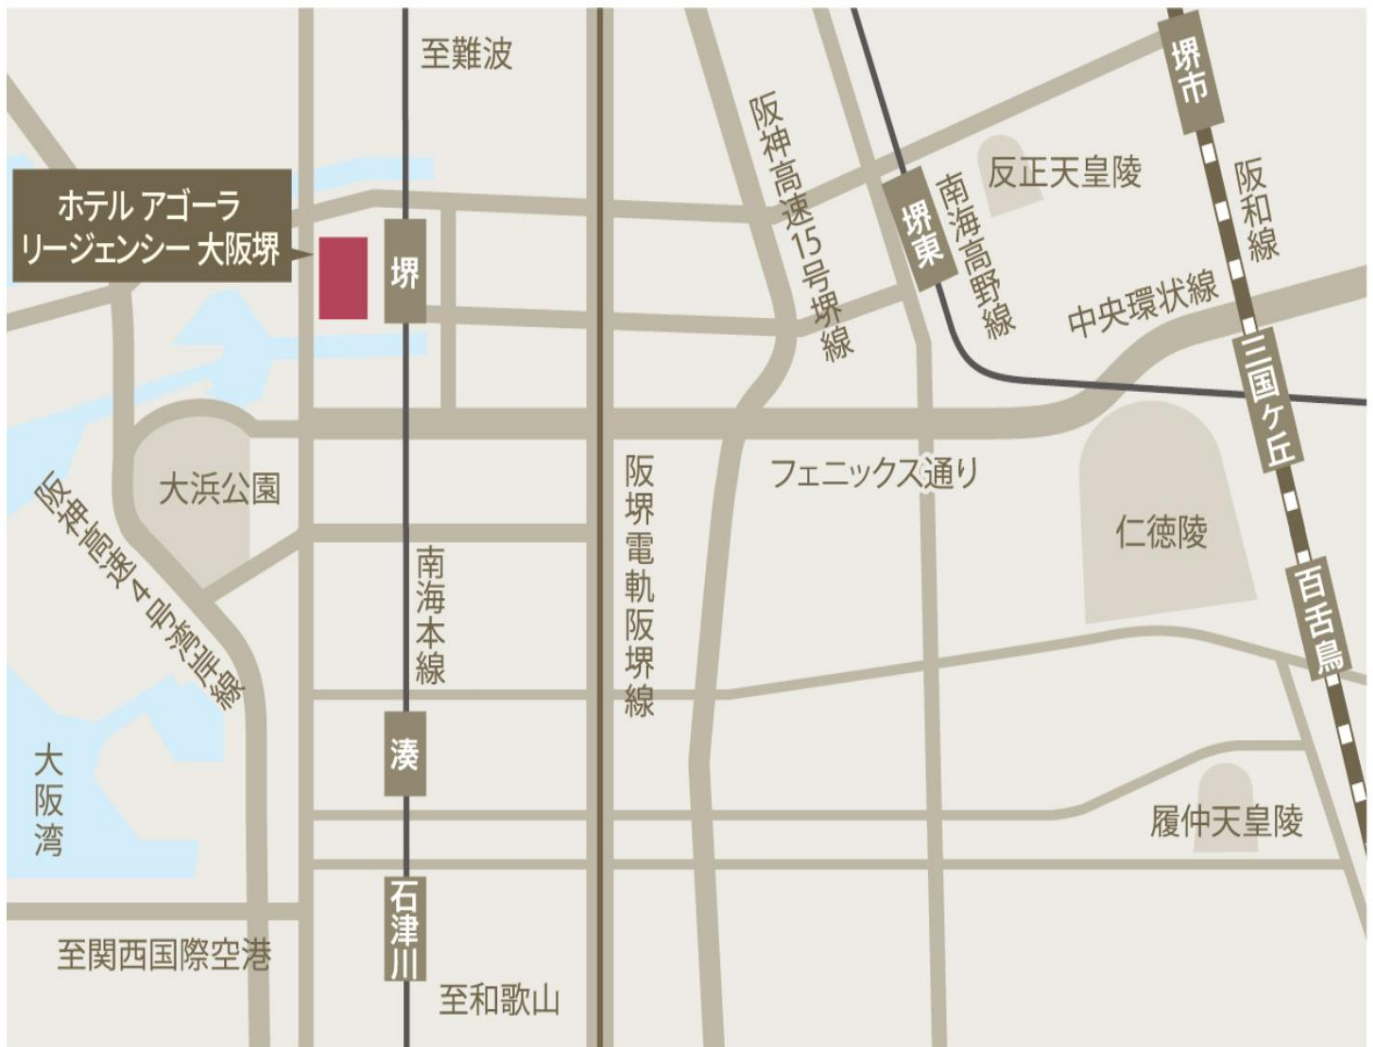 至難波
堺市
阪神高速15号堺線
反正天皇陵
阪和線
ホテル アゴーラ
リージェンシー 大阪堺
堺
堺東
南海高野線
中央環状線
三国ケ丘
大浜公園
阪堺電軌阪堺線
フェニックス通り
仁徳陵
阪神高速4号湾岸線
南海本線
百舌鳥
湊
大阪湾
履仲天皇陵
石津川
至関西国際空港
至和歌山